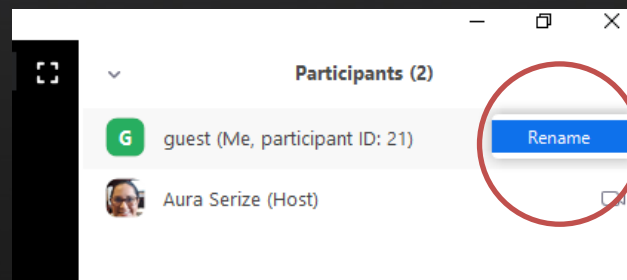 Participants (2)
G guest (Me, participant ID: 21) Rename
Aura Serize (Host)